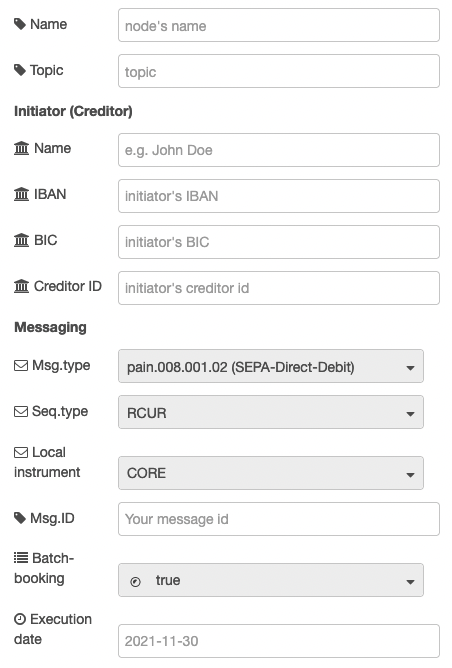 Name
node's name
Topic
topic
Initiator (Creditor)
Name
e.g. John Doe
IBAN
initiator's IBAN
BIC
initiator's BIC
Creditor ID
initiator's creditor id
Messaging
Msg.type
pain.008.001.02 (SEPA-Direct-Debit)
Seq.type
RCUR
Local
instrument
CORE
Msg.ID
Your message id
Batch-
booking
true
Execution
date
2021-11-30